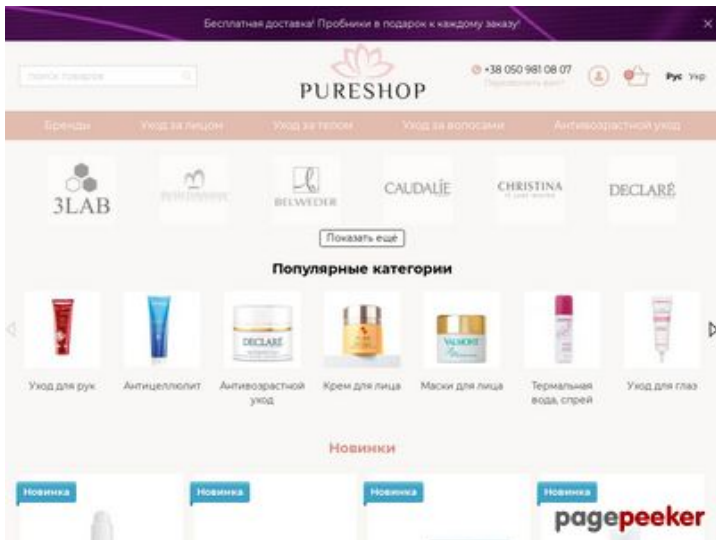 Бесплатная доставка! Пробники в подарок к каждому заказу!
поиск товаров
PURESHOP
+38 050 981 08 07
Рус Укр
Бренды Уход за лицом Уход за телом Уход за волосами Антивозрастной уход
3LAB BELWEDER CAUDALÍE CHRISTINA DECLARÉ
Показать ещё
Популярные категории
DECLARÉ VALMONT
Уход для рук Антицеллюлит Антивозрастной уход Крем для лица Маски для лица Термальная вода, спрей Уход для глаз
Новинки
Новинка Новинка Новинка Новинка
pagepeeker